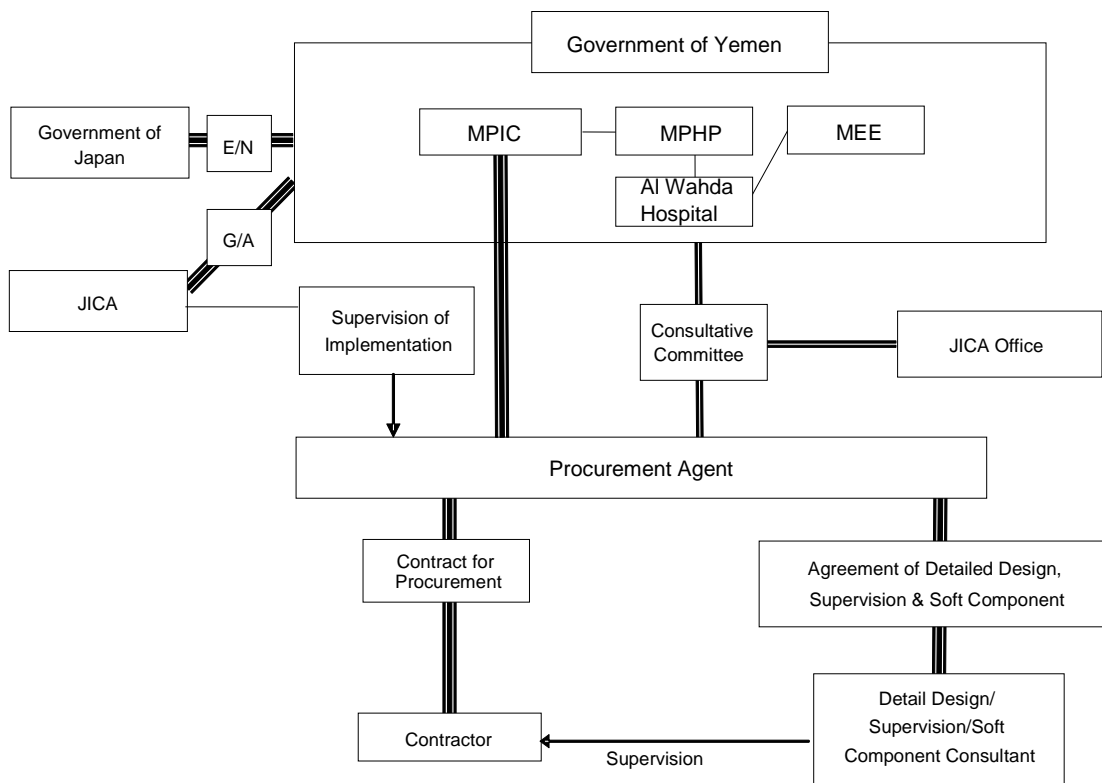 Government of Yemen
Government of
Japan
E/N
MPIC
MPHP
MEE
Al Wahda
Hospital
G/A
JICA
Supervision of
Implementation
Consultative
Committee
JICA Office
Procurement Agent
Contract for
Procurement
Agreement of Detailed Design,
Supervision & Soft Component
Contractor
Supervision
Detail Design/
Supervision/Soft
Component Consultant